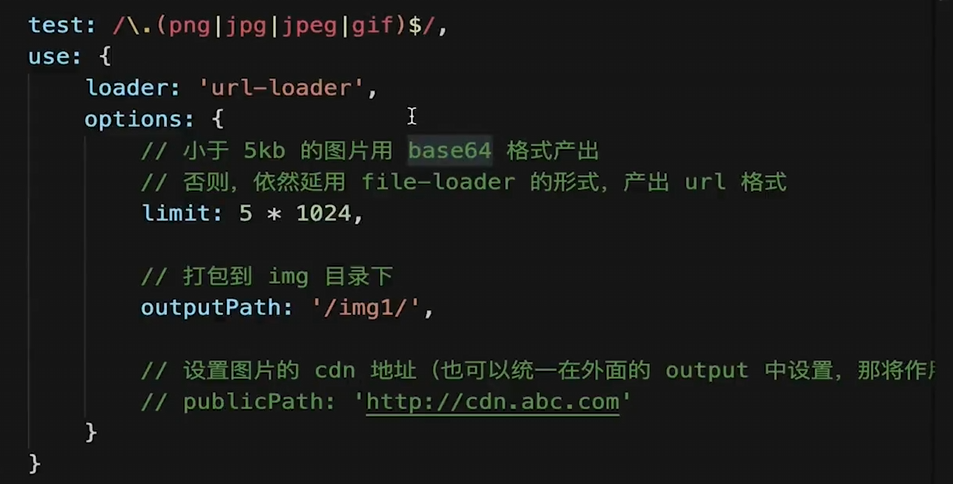 test: /\.(png|jpg|jpeg|gif)$/,
use: {
loader: 'url-loader',
options: {
// 小于 5kb 的图片用 base64 格式产出
// 否则，依然延用 file-loader 的形式，产出 url 格式
limit: 5 * 1024,
// 打包到 img 目录下
outputPath: '/img1/',
// 设置图片的 cdn 地址（也可以统一在外面的 output 中设置，那将作
// publicPath: 'http://cdn.abc.com'
}
}